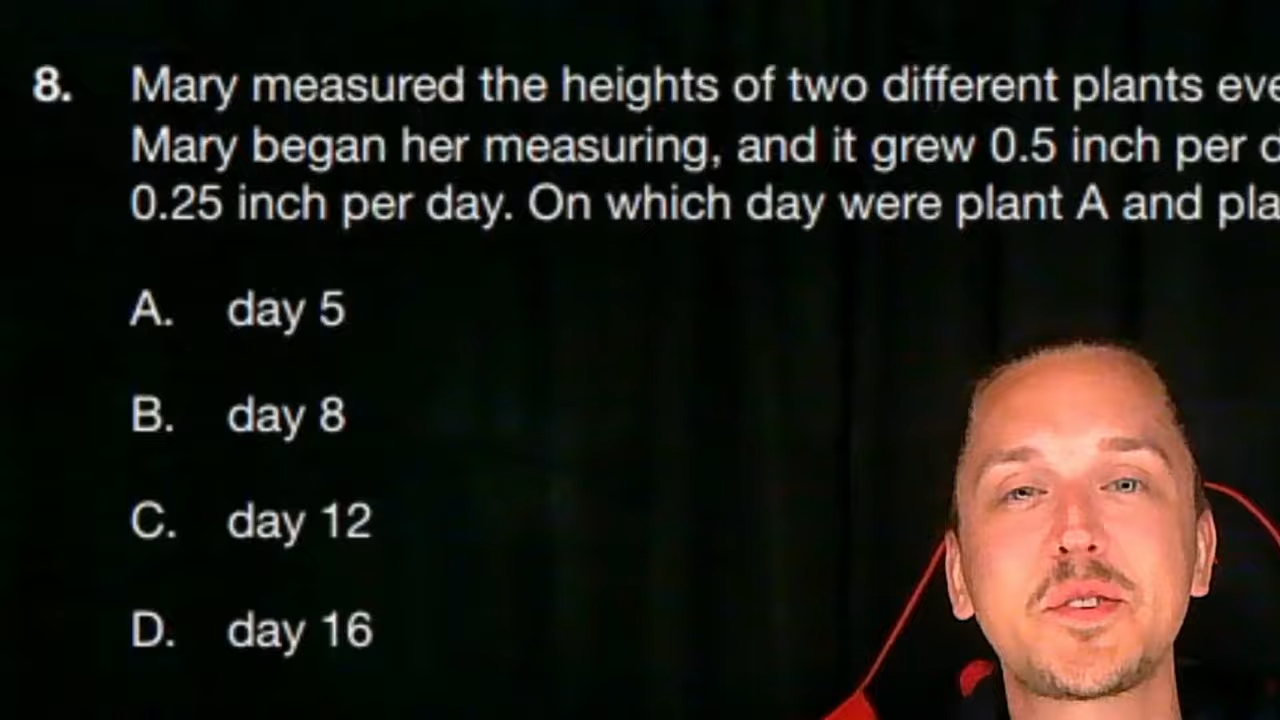 8. Mary measured the heights of two different plants eve
Mary began her measuring, and it grew 0.5 inch per d
0.25 inch per day. On which day were plant A and pla
A. day 5
B. day 8
C. day 12
D. day 16